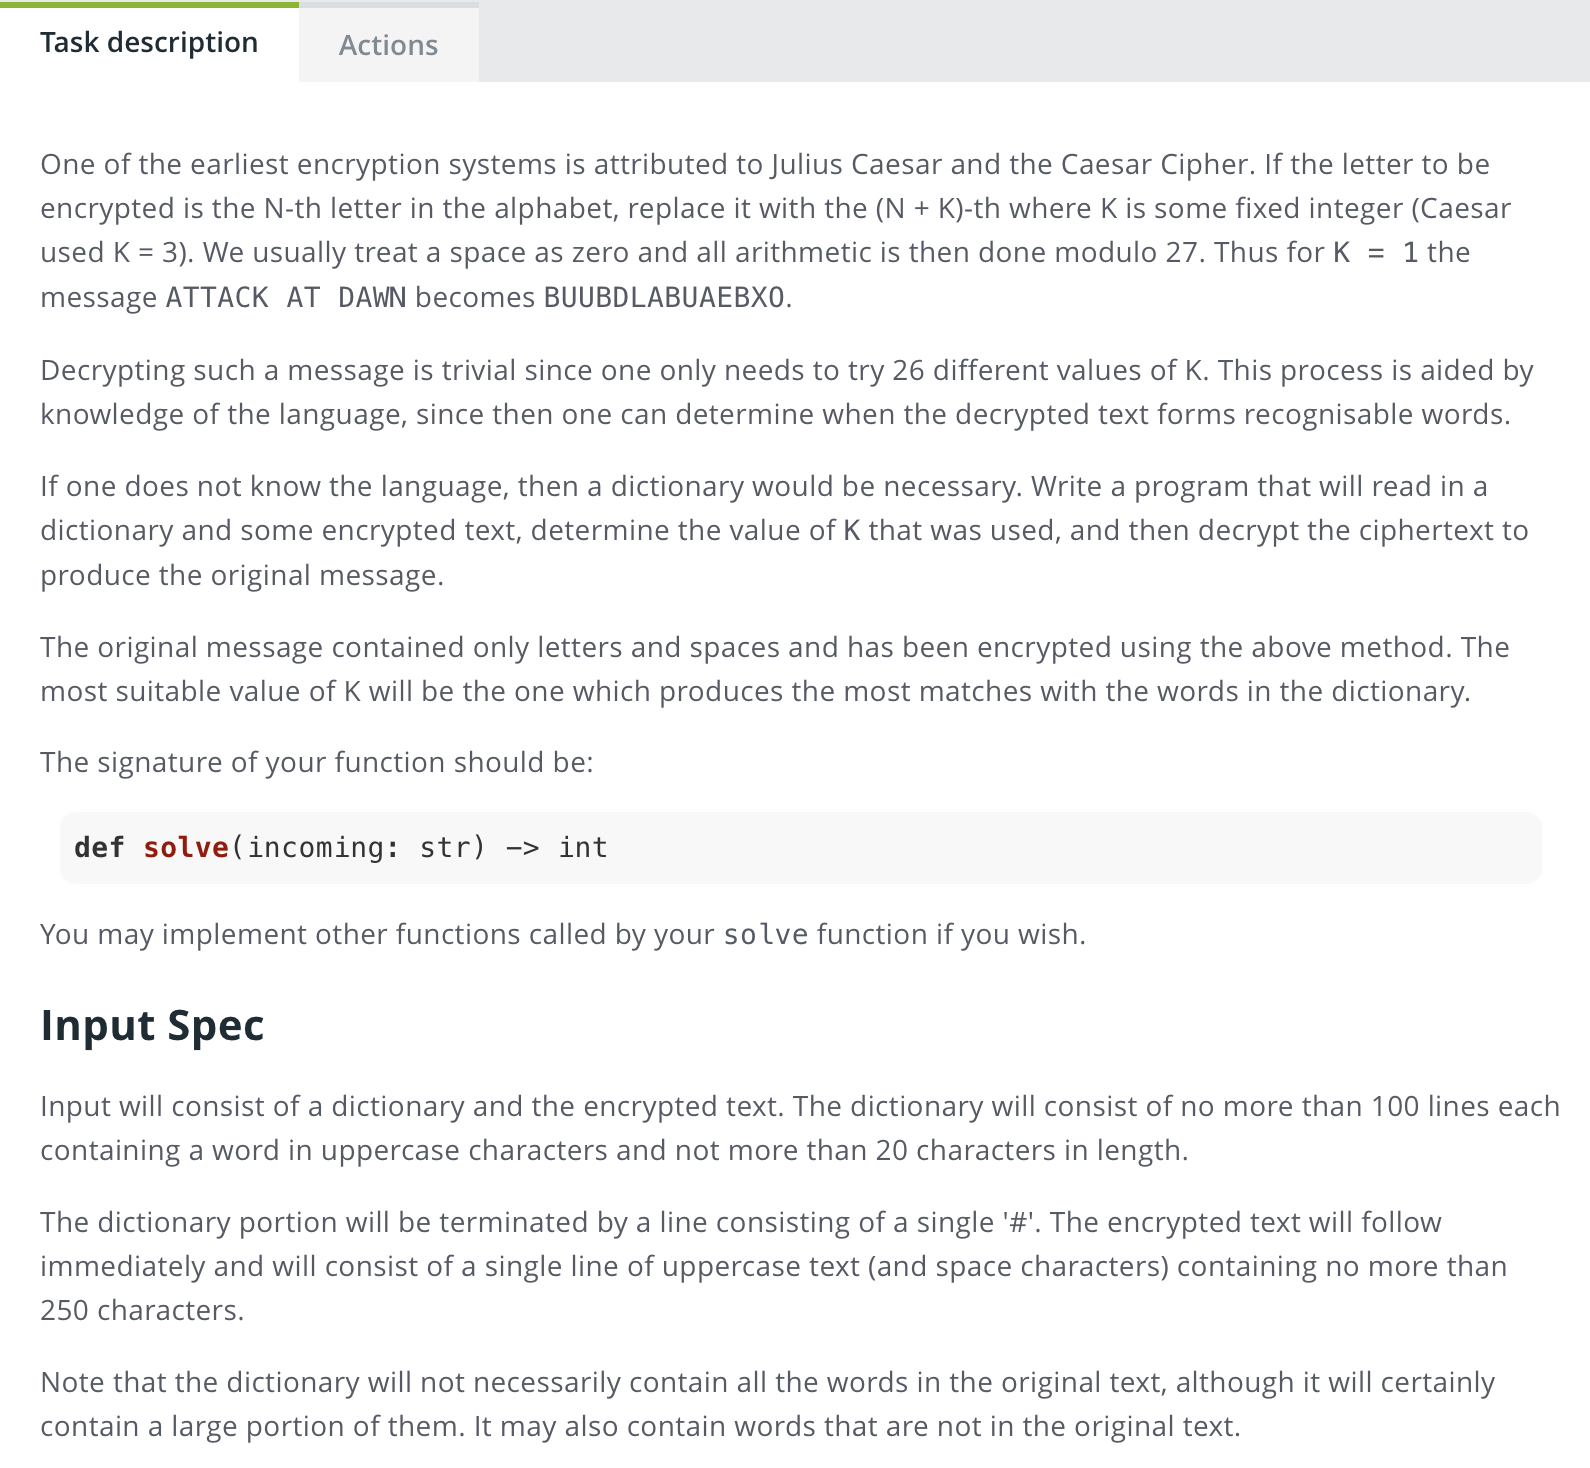 Task description
Actions
One of the earliest encryption systems is attributed to Julius Caesar and the Caesar Cipher. If the letter to be
encrypted is the N-th letter in the alphabet, replace it with the (N + K)-th where K is some fixed integer (Caesar
used K = 3). We usually treat a space as zero and all arithmetic is then done modulo 27. Thus for K = 1 the
message ATTACK AT DAWN becomes BUUBDLABUAEBXO.
Decrypting such a message is trivial since one only needs to try 26 different values of K. This process is aided by
knowledge of the language, since then one can determine when the decrypted text forms recognisable words.
If one does not know the language, then a dictionary would be necessary. Write a program that will read in a
dictionary and some encrypted text, determine the value of K that was used, and then decrypt the ciphertext to
produce the original message.
The original message contained only letters and spaces and has been encrypted using the above method. The
most suitable value of K will be the one which produces the most matches with the words in the dictionary.
The signature of your function should be:
def solve(incoming: str) -> int
You may implement other functions called by your solve function if you wish.
Input Spec
Input will consist of a dictionary and the encrypted text. The dictionary will consist of no more than 100 lines each
containing a word in uppercase characters and not more than 20 characters in length.
The dictionary portion will be terminated by a line consisting of a single '#'. The encrypted text will follow
immediately and will consist of a single line of uppercase text (and space characters) containing no more than
250 characters.
Note that the dictionary will not necessarily contain all the words in the original text, although it will certainly
contain a large portion of them. It may also contain words that are not in the original text.